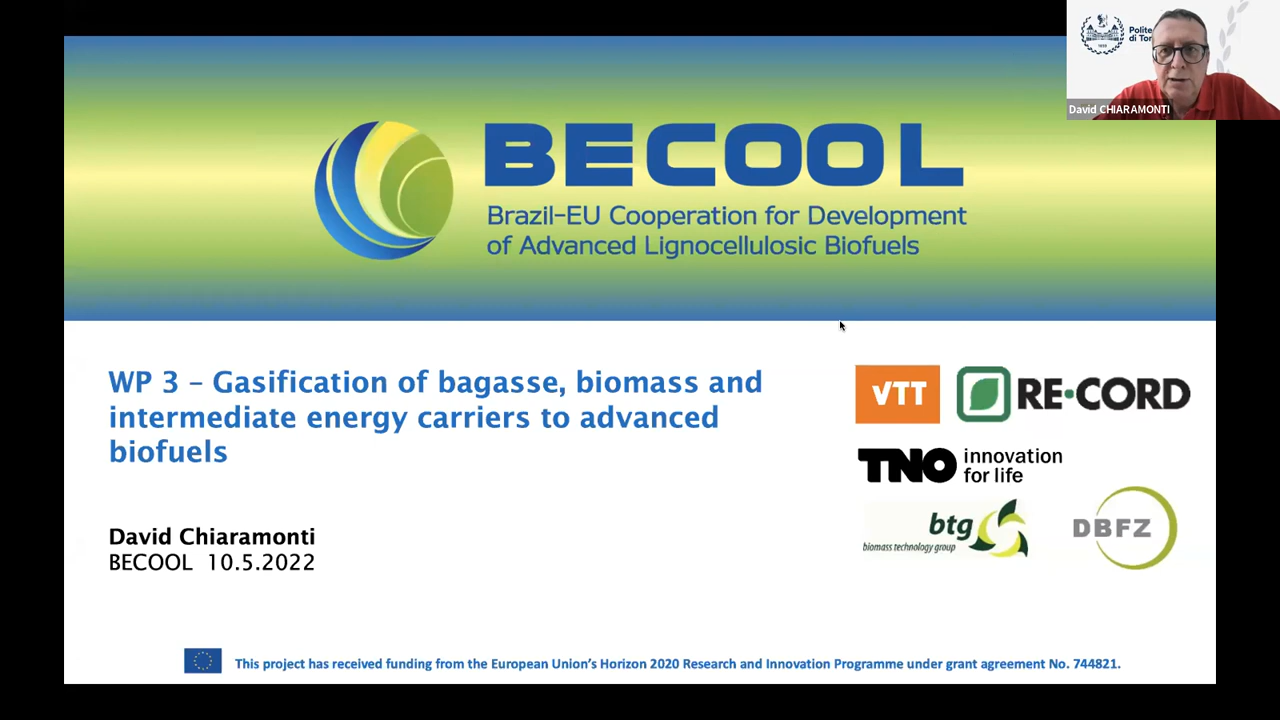 Polite
di Tor
David CHIARAMONTI
BECOOL
Brazil-EU Cooperation for Development
of Advanced Lignocellulosic Biofuels
WP 3 – Gasification of bagasse, biomass and
intermediate energy carriers to advanced
biofuels
VTT
RE-CORD
TNO innovation
for life
btg
biomass technology group
DBFZ
David Chiaramonti
BECOOL 10.5.2022
This project has received funding from the European Union's Horizon 2020 Research and Innovation Programme under grant agreement No. 744821.